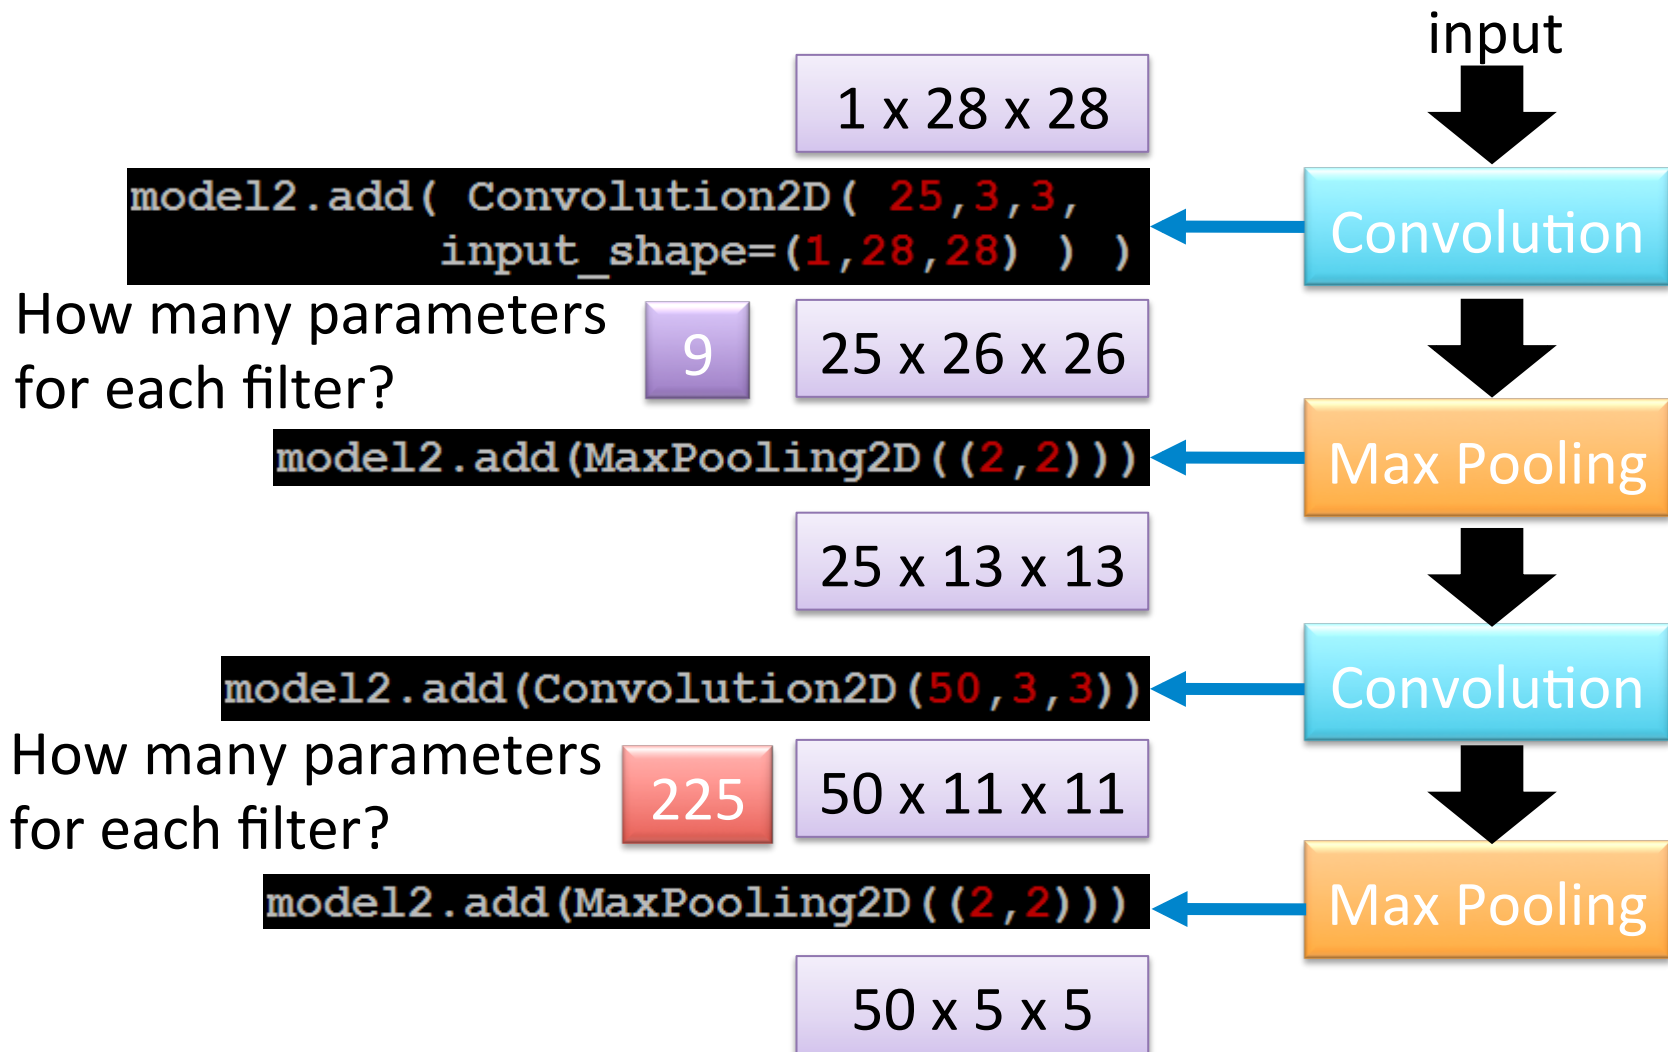 input
1 x 28 x 28
model2.add( Convolution2D( 25,3,3,
input_shape=(1,28,28) ) )
Convolution
How many parameters
for each filter?
9
25 x 26 x 26
model2.add(MaxPooling2D((2,2)))
Max Pooling
25 x 13 x 13
model2.add(Convolution2D(50,3,3))
Convolution
How many parameters
for each filter?
225
50 x 11 x 11
model2.add(MaxPooling2D((2,2)))
Max Pooling
50 x 5 x 5